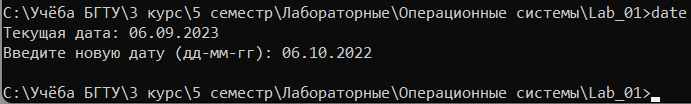 C:\Учёба БГТУ\3 курс\5 семестр\Лабораторные\Операционные системы\Lab_01>date
Текущая дата: 06.09.2023
Введите новую дату (дд-мм-гг): 06.10.2022
C:\Учёба БГТУ\3 курс\5 семестр\Лабораторные\Операционные системы\Lab_01>